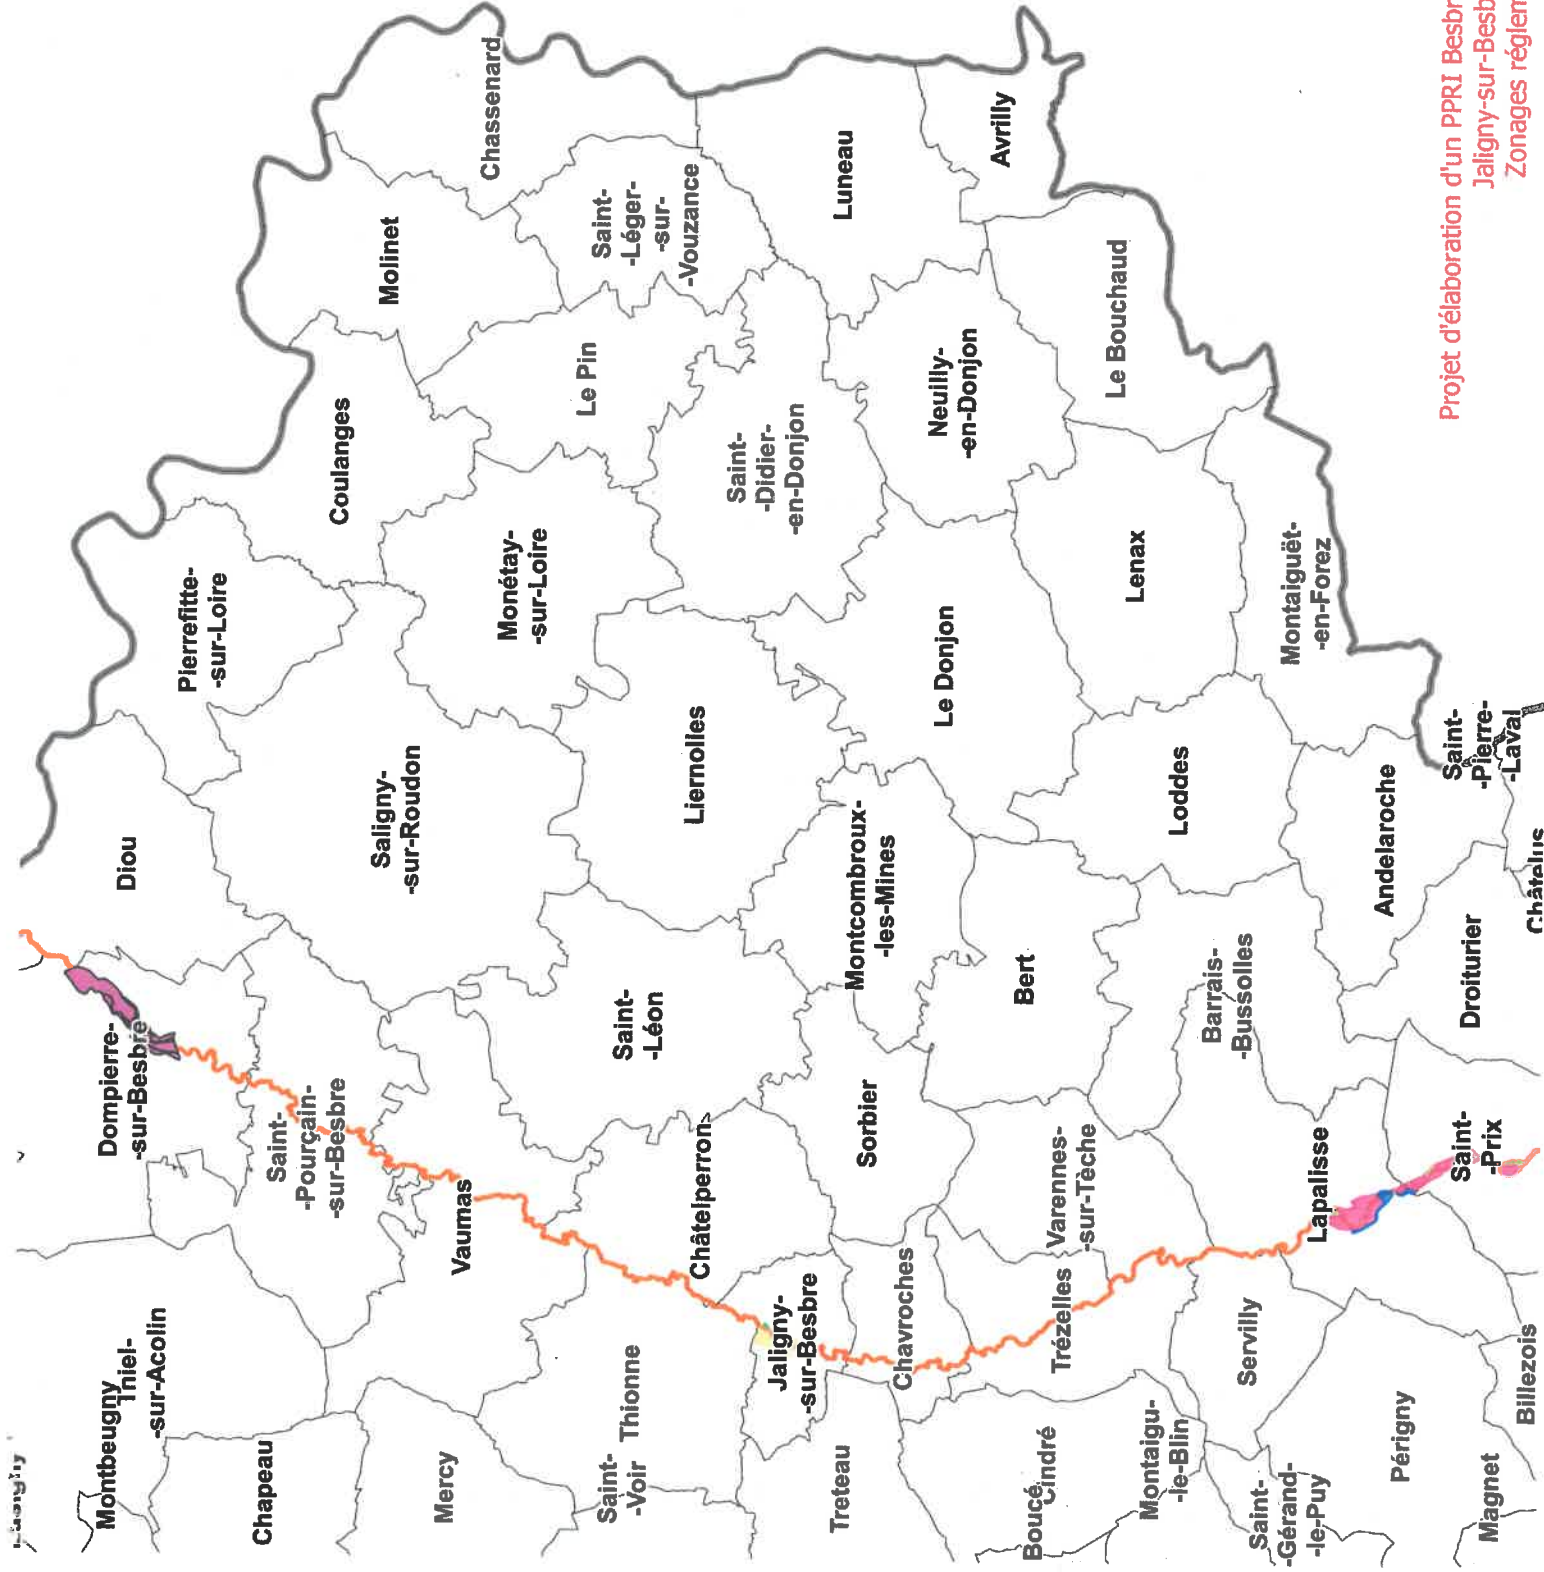 Montbeugny
Thiel-
-sur-Acolin
Dompierre-
-sur-Besbre
Diou
Pierrefitte-
-sur-Loire
Chapeau
Saint-
-Pourçain-
-sur-Besbre
Coulanges
Molinet
Saligny-
-sur-Roudon
Mercy
Vaumas
Chassenard
Monétay-
-sur-Loire
Le Pin
Saint-
-Voir
Thionne
Saint-
-Léon
Saint-
-Léger-
-sur-
-Vouzance
Châtelperron
Liernolles
Saint-
-Didier-
-en-Donjon
Jaligny-
-sur-Besbre
Treteau
Sorbier
Montcombroux-
-les-Mines
Luneau
Chavroches
Le Donjon
Neuilly-
-en-Donjon
Avrilly
Boucé
Cindré
Trézelles
Varennes-
-sur-Tèche
Bert
Lenax
Le Bouchaud
Montaigu-
-le-Blin
Servilly
Barrais-
-Bussolles
Loddes
Saint-
-Gérand-
-le-Puy
Lapalisse
Montaiguët-
-en-Forez
Périgny
Andelaroche
Magnet
Billezois
Saint-
-Prix
Droiturier
Saint-
-Pierre-
-Laval
Châtelus
Projet d'élaboration d'un PPRI Besbr
Jaligny-sur-Besb
Zonages réglem